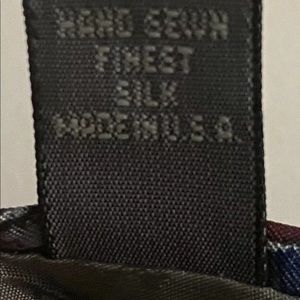 HAND SEWN
FINEST
SILK
MADE IN U.S.A.